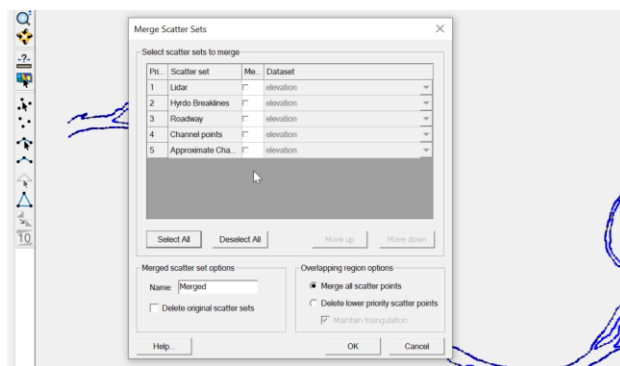 Merge Scatter Sets
Select scatter sets to merge
Pri... Scatter set Me... Dataset
1 Lidar elevation
2 Hyrdo Breaklines elevation
3 Roadway elevation
4 Channel points elevation
5 Approximate Cha... elevation
Select All Deselect All Move up Move down
Merged scatter set options Overlapping region options
Name: Merged Merge all scatter points
Delete original scatter sets Delete lower priority scatter points
Maintain triangulation
Help... OK Cancel
-?-
10